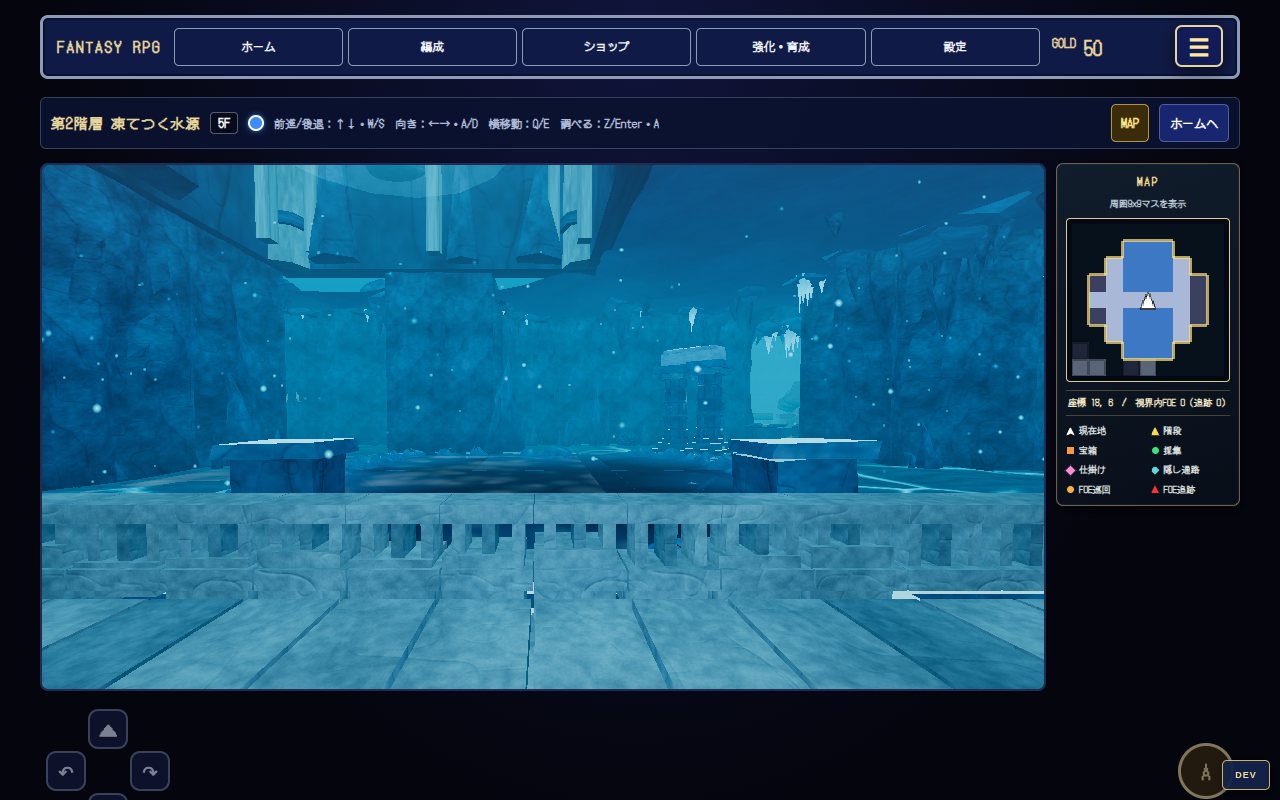 FANTASY RPG
ホーム
編成
ショップ
強化・育成
設定
GOLD 50
第2階層 凍てつく水源
5F
前進/後退：↑↓・W/S 向き：←→・A/D 横移動：Q/E 調べる：Z/Enter・A
MAP
ホームへ
MAP
周囲9x9マスを表示
座標 18, 6 / 視界内FOE 0 (追跡 0)
現在地
階段
宝箱
採集
仕掛け
隠し通路
FOE巡回
FOE追跡
A
DEV